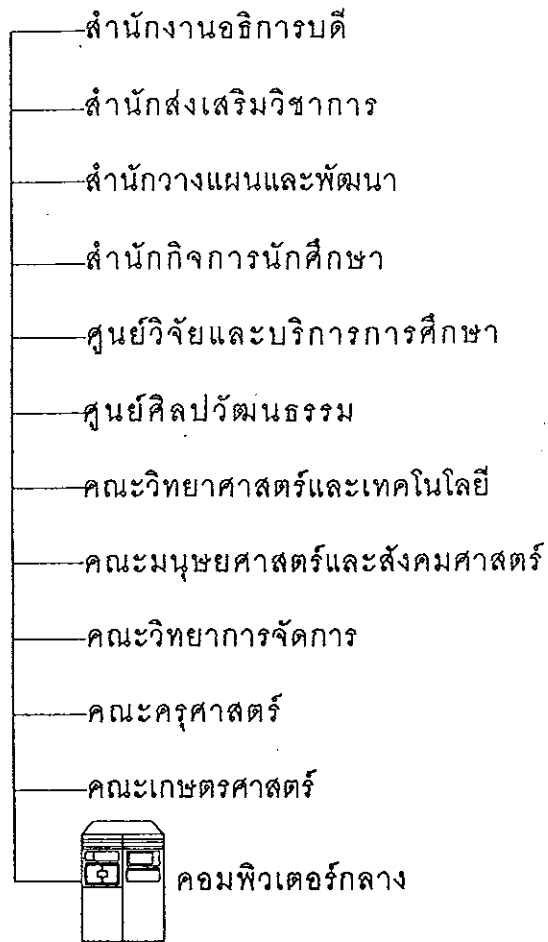 สำนักงานอธิการบดี
สำนักส่งเสริมวิชาการ
สำนักวางแผนและพัฒนา
สำนักกิจการนักศึกษา
ศูนย์วิจัยและบริการการศึกษา
ศูนย์ศิลปวัฒนธรรม
คณะวิทยาศาสตร์และเทคโนโลยี
คณะมนุษยศาสตร์และสังคมศาสตร์
คณะวิทยาการจัดการ
คณะครุศาสตร์
คณะเกษตรศาสตร์
คอมพิวเตอร์กลาง